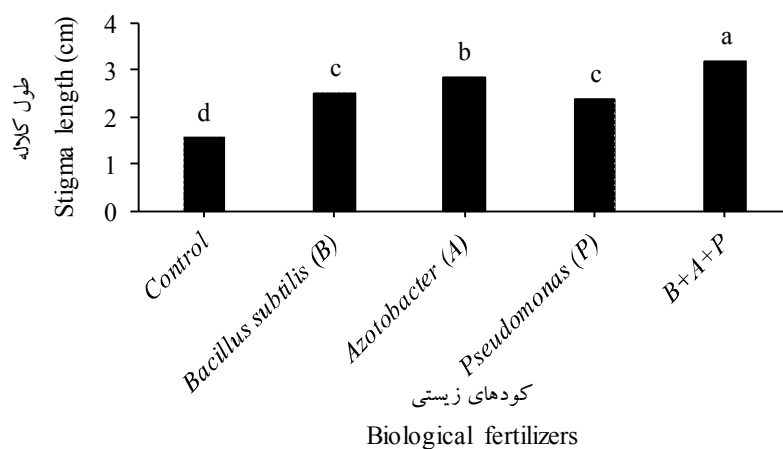 طول کلاله
Stigma length (cm)
4
3
2
1
0
d
c
b
c
a
Control
Bacillus subtilis (B)
Azotobacter (A)
Pseudomonas (P)
B+A+P
کودهای زیستی
Biological fertilizers